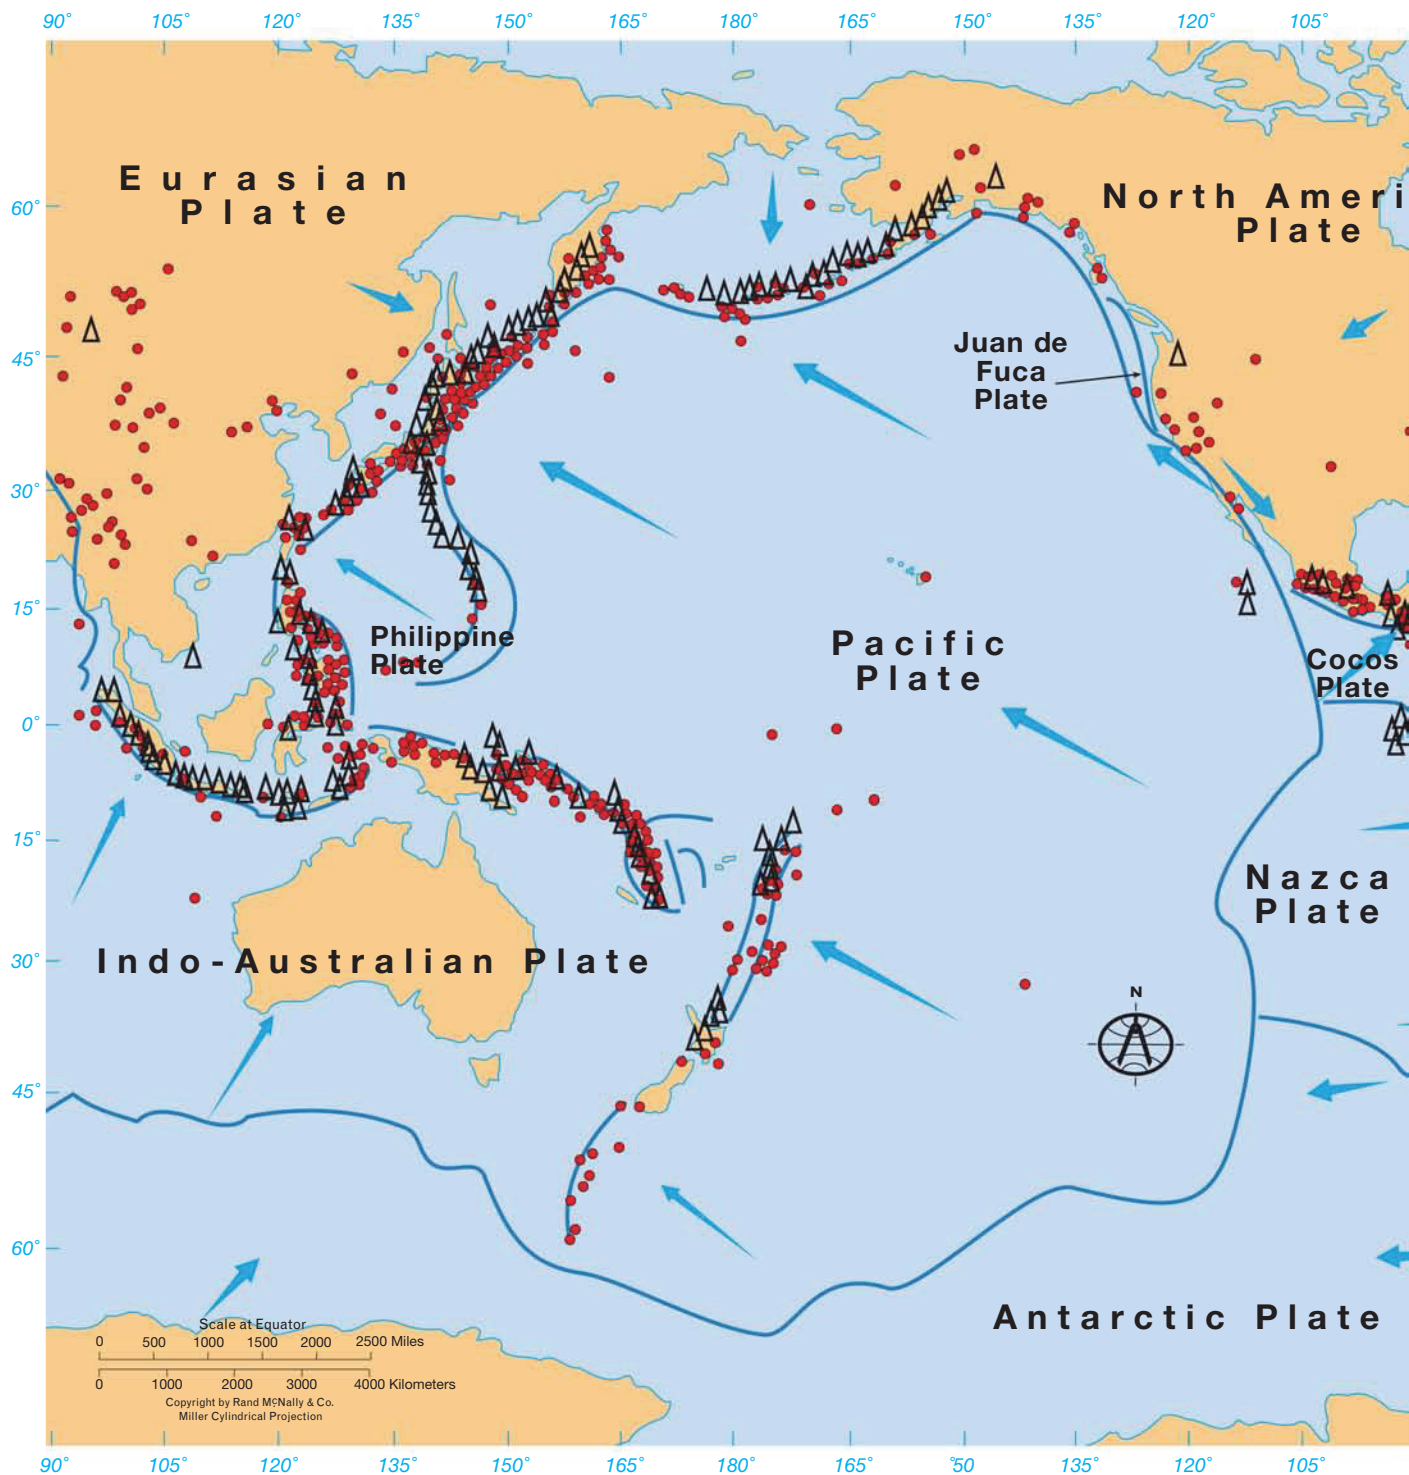 90° 105° 120° 135° 150° 165° 180° 165° 150° 135° 120° 105°
Eurasian
Plate
North Ameri
Plate
60°
45°
Juan de
Fuca
Plate
30°
15°
Philippine
Plate
Pacific
Plate
Cocos
Plate
0°
15°
Nazca
Plate
Indo-Australian Plate
30°
N
45°
60°
Antarctic Plate
Scale at Equator
0 500 1000 1500 2000 2500 Miles
0 1000 2000 3000 4000 Kilometers
Copyright by Rand McNally & Co.
Miller Cylindrical Projection
90° 105° 120° 135° 150° 165° 180° 165° 50° 135° 120° 105°